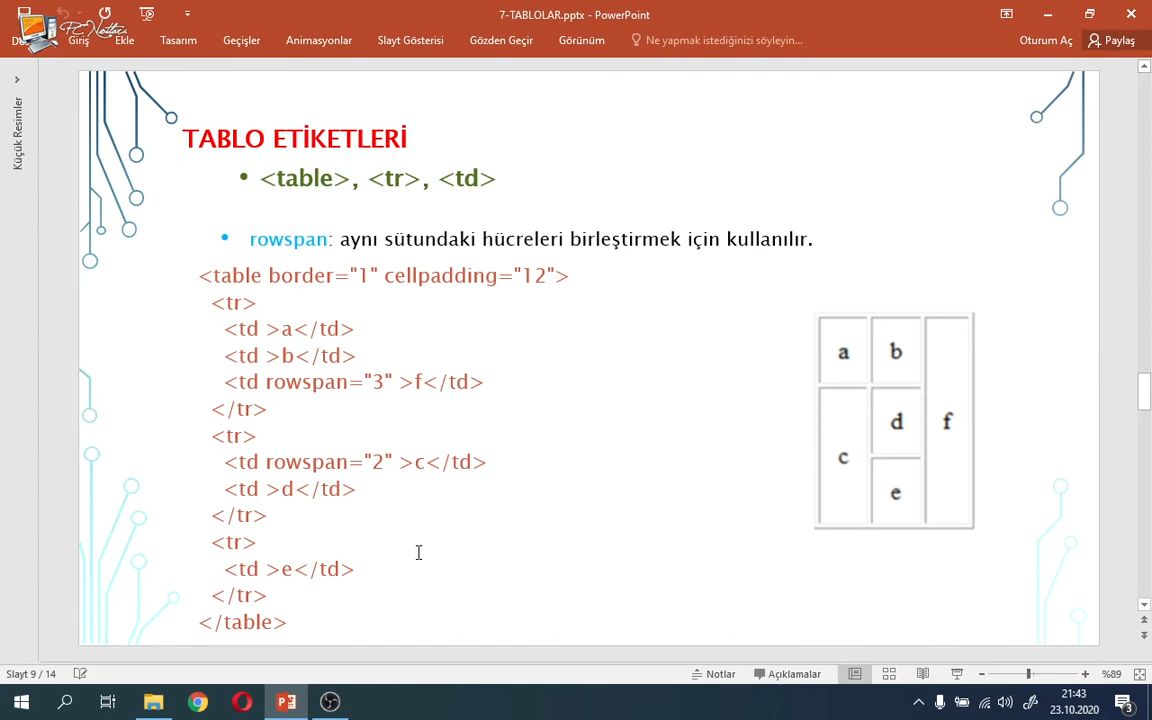 7-TABLOLAR.pptx - PowerPoint
PC Notları
Giriş Ekle Tasarım Geçişler Animasyonlar Slayt Gösterisi Gözden Geçir Görünüm Ne yapmak istediğinizi söyleyin... Oturum Aç Paylaş
Küçük Resimler
TABLO ETİKETLERİ
• <table>, <tr>, <td>
• rowspan: aynı sütundaki hücreleri birleştirmek için kullanılır.
<table border="1" cellpadding="12">
<tr>
<td >a</td>
<td >b</td>
<td rowspan="3" >f</td>
</tr>
<tr>
<td rowspan="2" >c</td>
<td >d</td>
</tr>
<tr>
<td >e</td>
</tr>
</table>
a b
d f
c
e
Slayt 9 / 14 Notlar Açıklamalar %89
21:43
23.10.2020
3